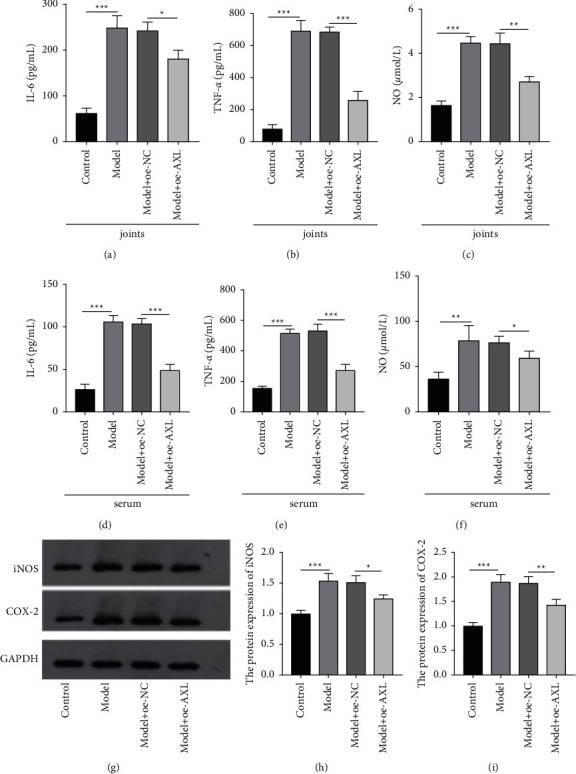 IL-6 (pg/mL)
300
200
100
0
***
*
Control
Model
Model+oe-NC
Model+oe-AXL
joints
(a)
TNF-α (pg/mL)
800
600
400
200
0
***
***
Control
Model
Model+oe-NC
Model+oe-AXL
joints
(b)
NO (μmol/L)
6
4
2
0
***
**
Control
Model
Model+oe-NC
Model+oe-AXL
joints
(c)
IL-6 (pg/mL)
150
100
50
0
***
***
Control
Model
Model+oe-NC
Model+oe-AXL
serum
(d)
TNF-α (pg/mL)
800
600
400
200
0
***
***
Control
Model
Model+oe-NC
Model+oe-AXL
serum
(e)
NO (μmol/L)
150
100
50
0
**
*
Control
Model
Model+oe-NC
Model+oe-AXL
serum
(f)
iNOS
COX-2
GAPDH
Control
Model
Model+oe-NC
Model+oe-AXL
(g)
The protein expression of iNOS
2.0
1.5
1.0
0.5
0.0
***
*
Control
Model
Model+oe-NC
Model+oe-AXL
(h)
The protein expression of COX-2
2.5
2.0
1.5
1.0
0.5
0.0
***
**
Control
Model
Model+oe-NC
Model+oe-AXL
(i)